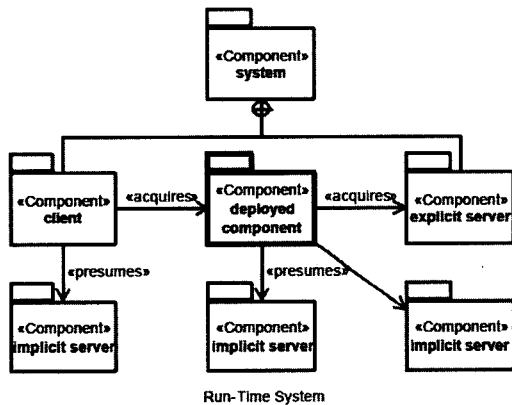 «Component»
system
«Component»
client
«acquires»
«Component»
deployed
component
«acquires»
«Component»
explicit server
«presumes»
«presumes»
«Component»
implicit server
«Component»
implicit server
«Component»
implicit server
Run-Time System